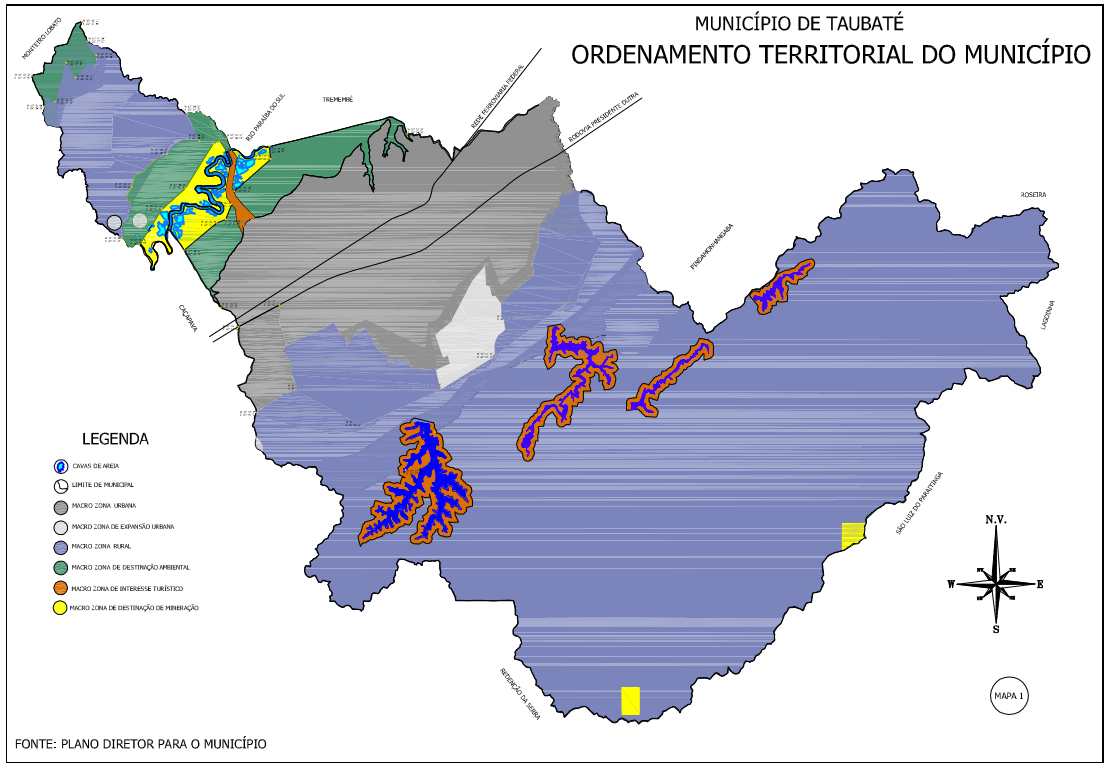 MUNICÍPIO DE TAUBATÉ
ORDENAMENTO TERRITORIAL DO MUNICÍPIO
MONTEIRO LOBATO
RIO PARAÍBA DO SUL
TREMEMBÉ
REDE FERROVIARIA FEDERAL
RODOVIA PRESIDENTE DUTRA
PINDAMONHANGABA
ROSEIRA
LAGOINHA
CAÇAPAVA
SÃO LUIZ DO PARAITINGA
REDENÇÃO DA SERRA
LEGENDA
CAVAS DE AREIA
LIMITE DE MUNICIPAL
MACRO ZONA URBANA
MACRO ZONA DE EXPANSÃO URBANA
MACRO ZONA RURAL
MACRO ZONA DE DESTINAÇÃO AMBIENTAL
MACRO ZONA DE INTERESSE TURÍSTICO
MACRO ZONA DE DESTINAÇÃO DE MINERAÇÃO
N.V.
W
E
S
MAPA 1
FONTE: PLANO DIRETOR PARA O MUNICÍPIO